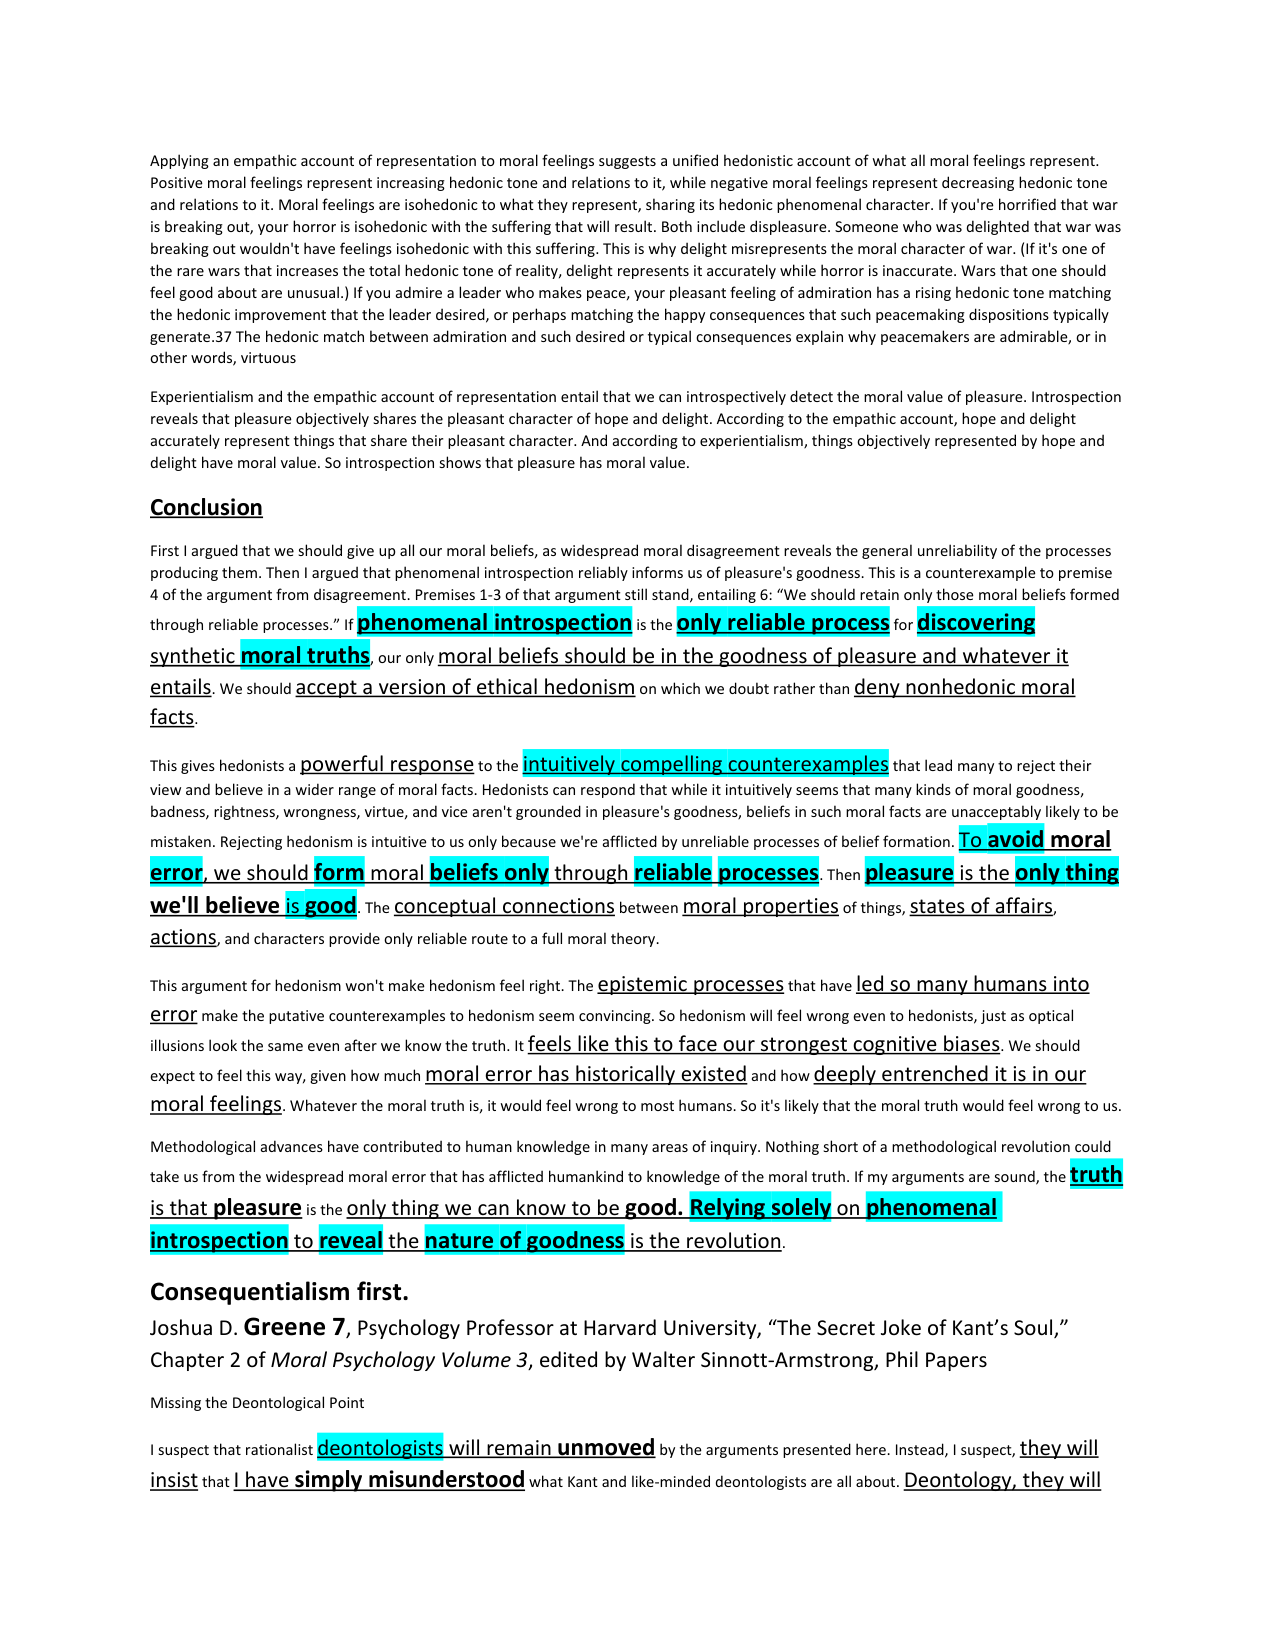 Applying an empathic account of representation to moral feelings suggests a unified hedonistic account of what all moral feelings represent.
Positive moral feelings represent increasing hedonic tone and relations to it, while negative moral feelings represent decreasing hedonic tone
and relations to it. Moral feelings are isohedonic to what they represent, sharing its hedonic phenomenal character. If you're horrified that war
is breaking out, your horror is isohedonic with the suffering that will result. Both include displeasure. Someone who was delighted that war was
breaking out wouldn't have feelings isohedonic with this suffering. This is why delight misrepresents the moral character of war. (If it's one of
the rare wars that increases the total hedonic tone of reality, delight represents it accurately while horror is inaccurate. Wars that one should
feel good about are unusual.) If you admire a leader who makes peace, your pleasant feeling of admiration has a rising hedonic tone matching
the hedonic improvement that the leader desired, or perhaps matching the happy consequences that such peacemaking dispositions typically
generate.37 The hedonic match between admiration and such desired or typical consequences explain why peacemakers are admirable, or in
other words, virtuous
Experientialism and the empathic account of representation entail that we can introspectively detect the moral value of pleasure. Introspection
reveals that pleasure objectively shares the pleasant character of hope and delight. According to the empathic account, hope and delight
accurately represent things that share their pleasant character. And according to experientialism, things objectively represented by hope and
delight have moral value. So introspection shows that pleasure has moral value.
Conclusion
First I argued that we should give up all our moral beliefs, as widespread moral disagreement reveals the general unreliability of the processes
producing them. Then I argued that phenomenal introspection reliably informs us of pleasure's goodness. This is a counterexample to premise
4 of the argument from disagreement. Premises 1-3 of that argument still stand, entailing 6: “We should retain only those moral beliefs formed
through reliable processes.” If phenomenal introspection is the only reliable process for discovering
synthetic moral truths, our only moral beliefs should be in the goodness of pleasure and whatever it
entails. We should accept a version of ethical hedonism on which we doubt rather than deny nonhedonic moral
facts.
This gives hedonists a powerful response to the intuitively compelling counterexamples that lead many to reject their
view and believe in a wider range of moral facts. Hedonists can respond that while it intuitively seems that many kinds of moral goodness,
badness, rightness, wrongness, virtue, and vice aren't grounded in pleasure's goodness, beliefs in such moral facts are unacceptably likely to be
mistaken. Rejecting hedonism is intuitive to us only because we're afflicted by unreliable processes of belief formation. To avoid moral
error, we should form moral beliefs only through reliable processes. Then pleasure is the only thing
we'll believe is good. The conceptual connections between moral properties of things, states of affairs,
actions, and characters provide only reliable route to a full moral theory.
This argument for hedonism won't make hedonism feel right. The epistemic processes that have led so many humans into
error make the putative counterexamples to hedonism seem convincing. So hedonism will feel wrong even to hedonists, just as optical
illusions look the same even after we know the truth. It feels like this to face our strongest cognitive biases. We should
expect to feel this way, given how much moral error has historically existed and how deeply entrenched it is in our
moral feelings. Whatever the moral truth is, it would feel wrong to most humans. So it's likely that the moral truth would feel wrong to us.
Methodological advances have contributed to human knowledge in many areas of inquiry. Nothing short of a methodological revolution could
take us from the widespread moral error that has afflicted humankind to knowledge of the moral truth. If my arguments are sound, the truth
is that pleasure is the only thing we can know to be good. Relying solely on phenomenal
introspection to reveal the nature of goodness is the revolution.
Consequentialism first.
Joshua D. Greene 7, Psychology Professor at Harvard University, “The Secret Joke of Kant’s Soul,”
Chapter 2 of Moral Psychology Volume 3, edited by Walter Sinnott-Armstrong, Phil Papers
Missing the Deontological Point
I suspect that rationalist deontologists will remain unmoved by the arguments presented here. Instead, I suspect, they will
insist that I have simply misunderstood what Kant and like-minded deontologists are all about. Deontology, they will